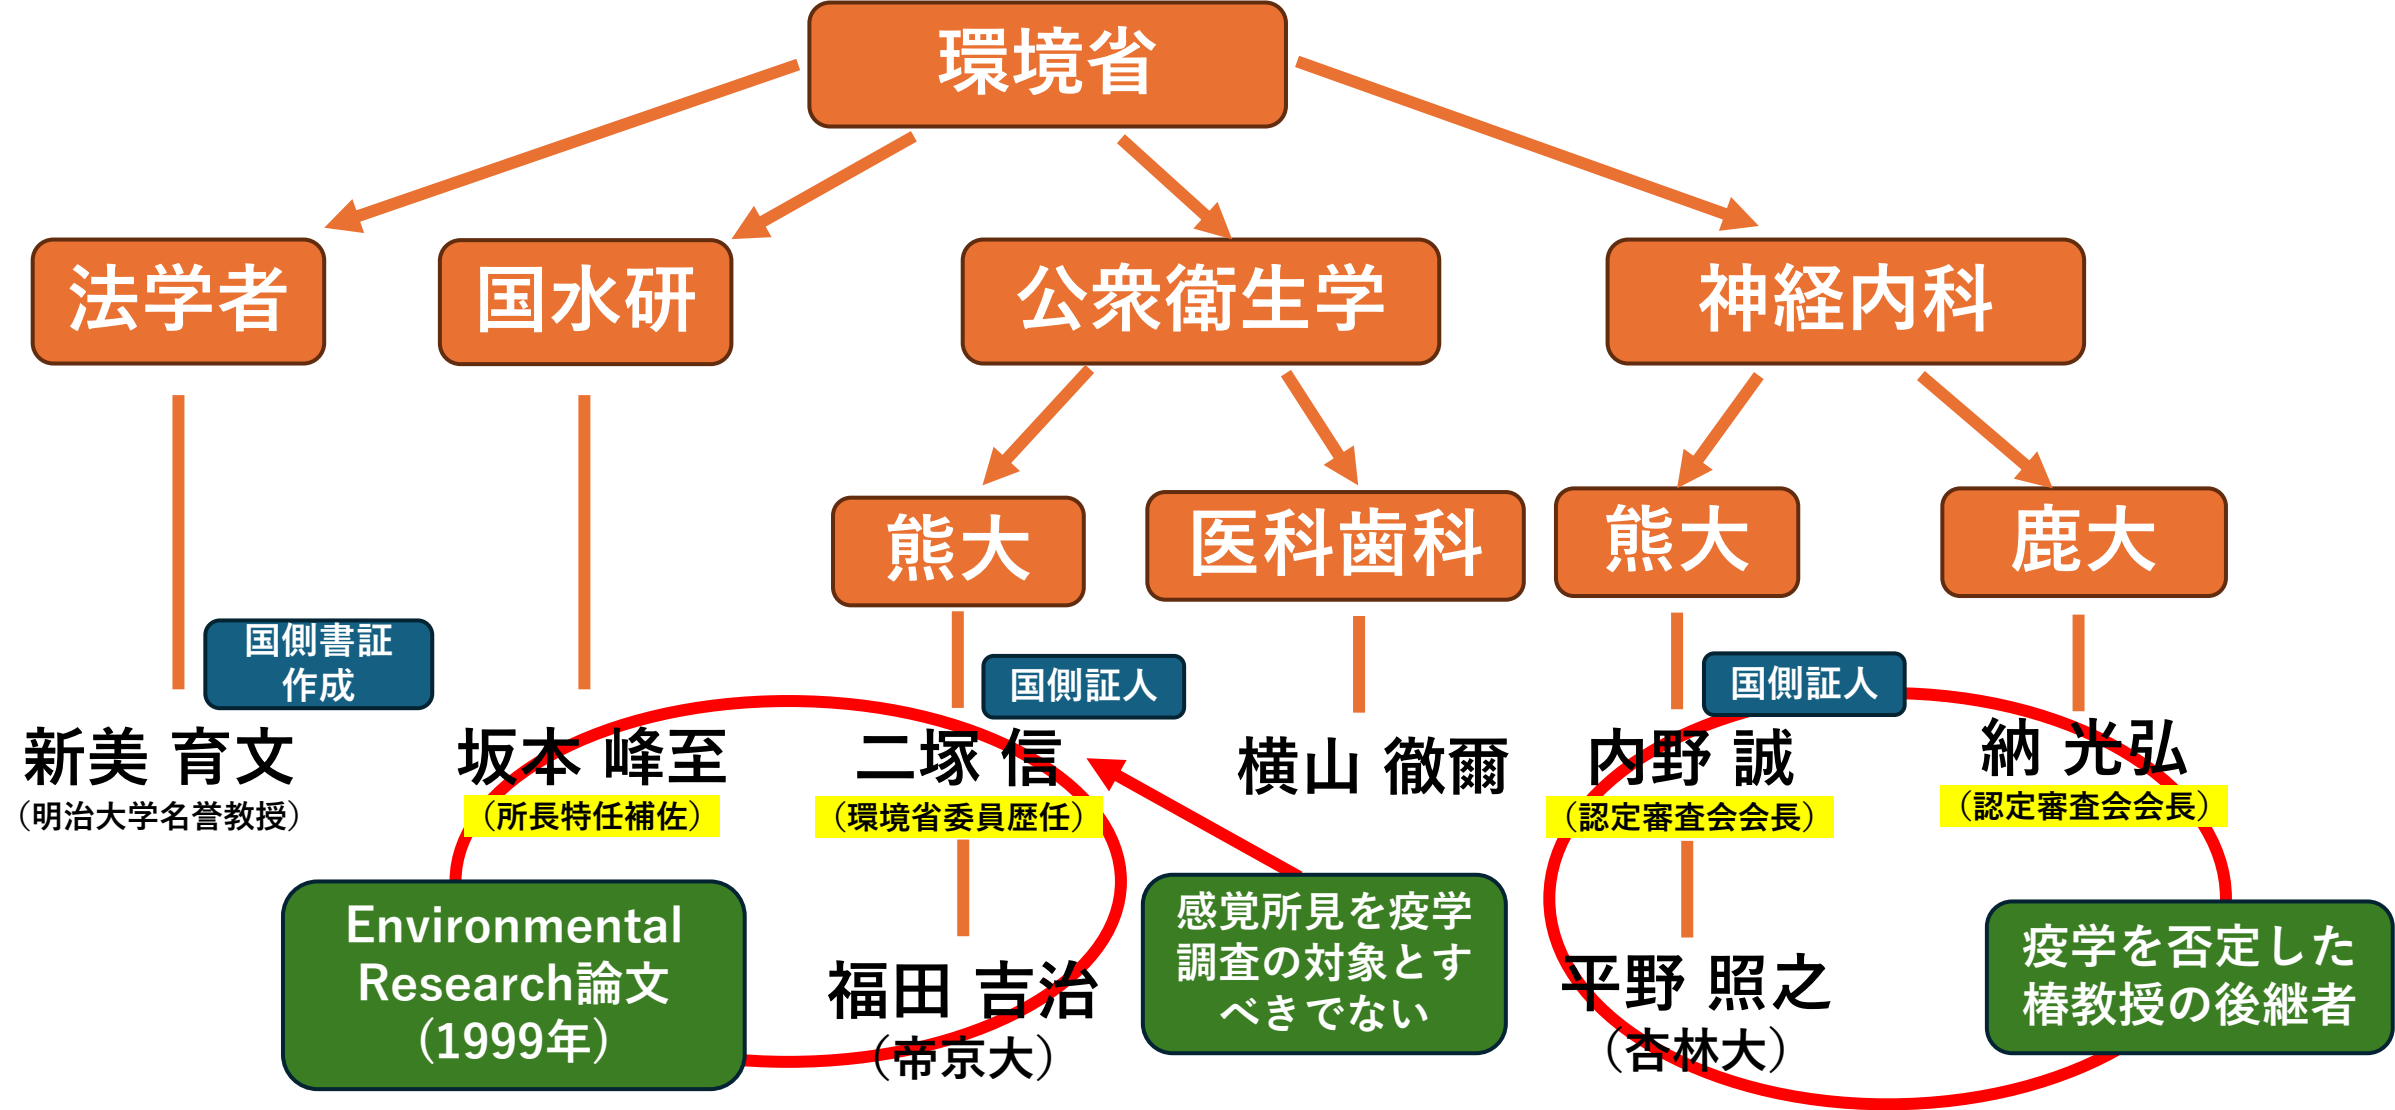 環境省
法学者
国水研
公衆衛生学
神経内科
熊大
医科歯科
熊大
鹿大
国側書証
作成
国側証人
国側証人
新美 育文
（明治大学名誉教授）
坂本 峰至
（所長特任補佐）
二塚 信
（環境省委員歴任）
横山 徹爾
内野 誠
（認定審査会会長）
納 光弘
（認定審査会会長）
Environmental
Research論文
（1999年）
福田 吉治
（帝京大）
感覚所見を疫学
調査の対象とす
べきでない
平野 照之
（杏林大）
疫学を否定した
椿教授の後継者